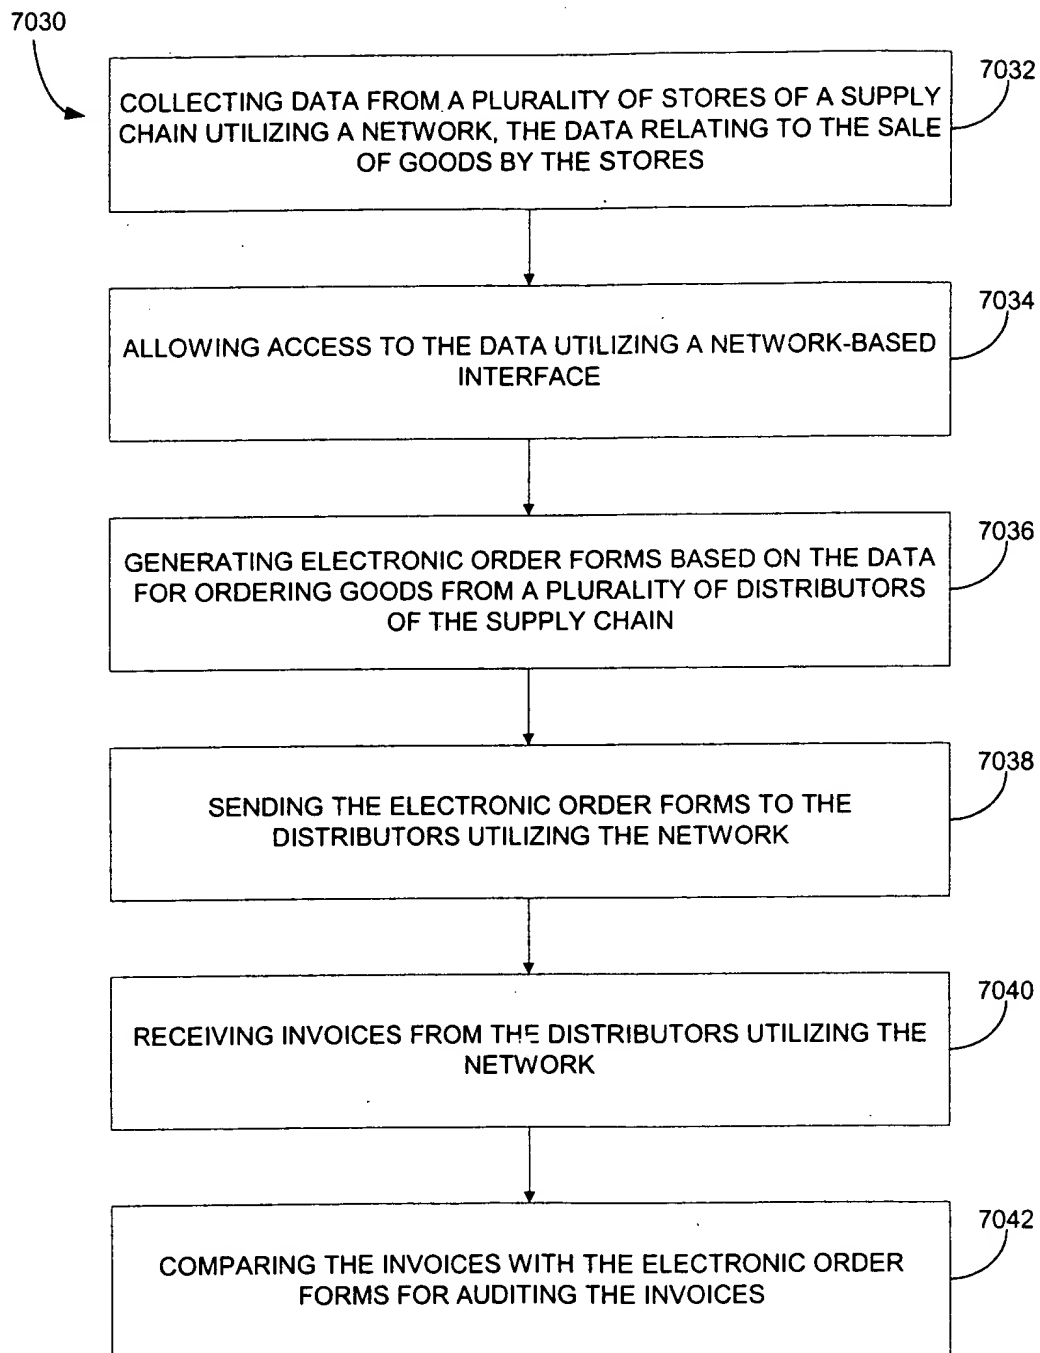 7030
7032
COLLECTING DATA FROM A PLURALITY OF STORES OF A SUPPLY
CHAIN UTILIZING A NETWORK, THE DATA RELATING TO THE SALE
OF GOODS BY THE STORES
7034
ALLOWING ACCESS TO THE DATA UTILIZING A NETWORK-BASED
INTERFACE
7036
GENERATING ELECTRONIC ORDER FORMS BASED ON THE DATA
FOR ORDERING GOODS FROM A PLURALITY OF DISTRIBUTORS
OF THE SUPPLY CHAIN
7038
SENDING THE ELECTRONIC ORDER FORMS TO THE
DISTRIBUTORS UTILIZING THE NETWORK
7040
RECEIVING INVOICES FROM THE DISTRIBUTORS UTILIZING THE
NETWORK
7042
COMPARING THE INVOICES WITH THE ELECTRONIC ORDER
FORMS FOR AUDITING THE INVOICES